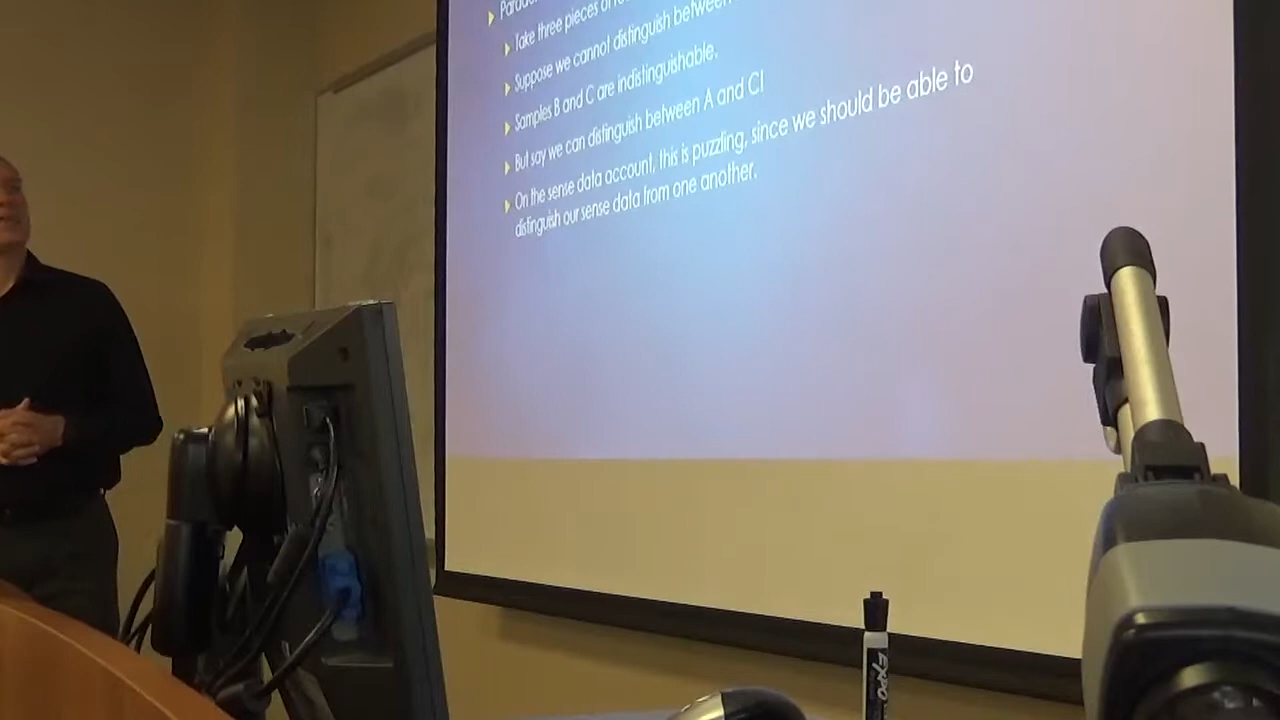 Take three pieces of
Suppose we cannot distinguish between
Samples B and C are indistinguishable.
But say we can distinguish between A and C!
On the sense data account, this is puzzling, since we should be able to
distinguish our sense data from one another.
EXPO